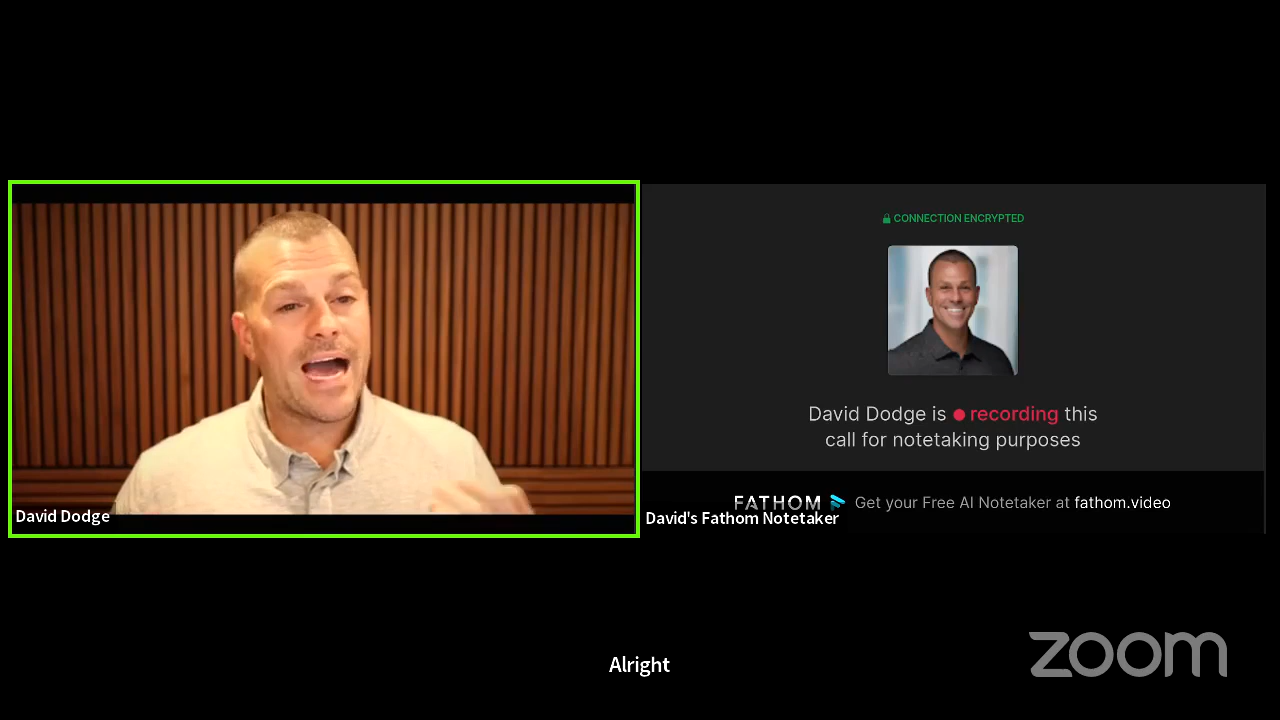 CONNECTION ENCRYPTED
David Dodge is recording this
call for notetaking purposes
FATHOM Get your Free AI Notetaker at fathom.video
David Dodge
David's Fathom Notetaker
Alright
zoom